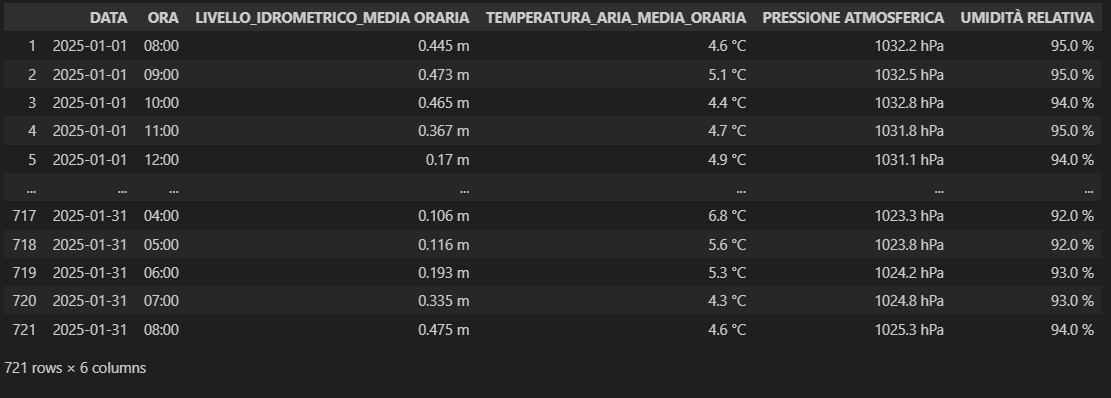 DATA ORA LIVELLO_IDROMETRICO_MEDIA ORARIA TEMPERATURA_ARIA_MEDIA_ORARIA PRESSIONE ATMOSFERICA UMIDITÀ RELATIVA
1 2025-01-01 08:00 0.445 m 4.6 °C 1032.2 hPa 95.0 %
2 2025-01-01 09:00 0.473 m 5.1 °C 1032.5 hPa 95.0 %
3 2025-01-01 10:00 0.465 m 4.4 °C 1032.8 hPa 94.0 %
4 2025-01-01 11:00 0.367 m 4.7 °C 1031.8 hPa 95.0 %
5 2025-01-01 12:00 0.17 m 4.9 °C 1031.1 hPa 94.0 %
... ... ... ... ... ... ...
717 2025-01-31 04:00 0.106 m 6.8 °C 1023.3 hPa 92.0 %
718 2025-01-31 05:00 0.116 m 5.6 °C 1023.8 hPa 92.0 %
719 2025-01-31 06:00 0.193 m 5.3 °C 1024.2 hPa 93.0 %
720 2025-01-31 07:00 0.335 m 4.3 °C 1024.8 hPa 93.0 %
721 2025-01-31 08:00 0.475 m 4.6 °C 1025.3 hPa 94.0 %
721 rows × 6 columns